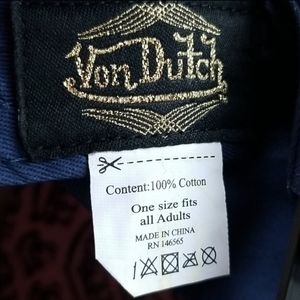 Von Dutch
Content:100% Cotton
One size fits
all Adults
MADE IN CHINA
RN 146565